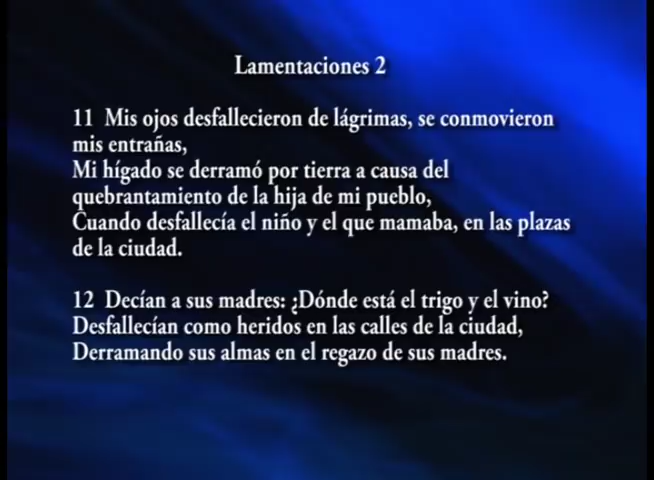 Lamentaciones 2
11 Mis ojos desfallecieron de lágrimas, se conmovieron
mis entrañas,
Mi hígado se derramó por tierra a causa del
quebrantamiento de la hija de mi pueblo,
Cuando desfallecía el niño y el que mamaba, en las plazas
de la ciudad.
12 Decían a sus madres: ¿Dónde está el trigo y el vino?
Desfallecían como heridos en las calles de la ciudad,
Derramando sus almas en el regazo de sus madres.